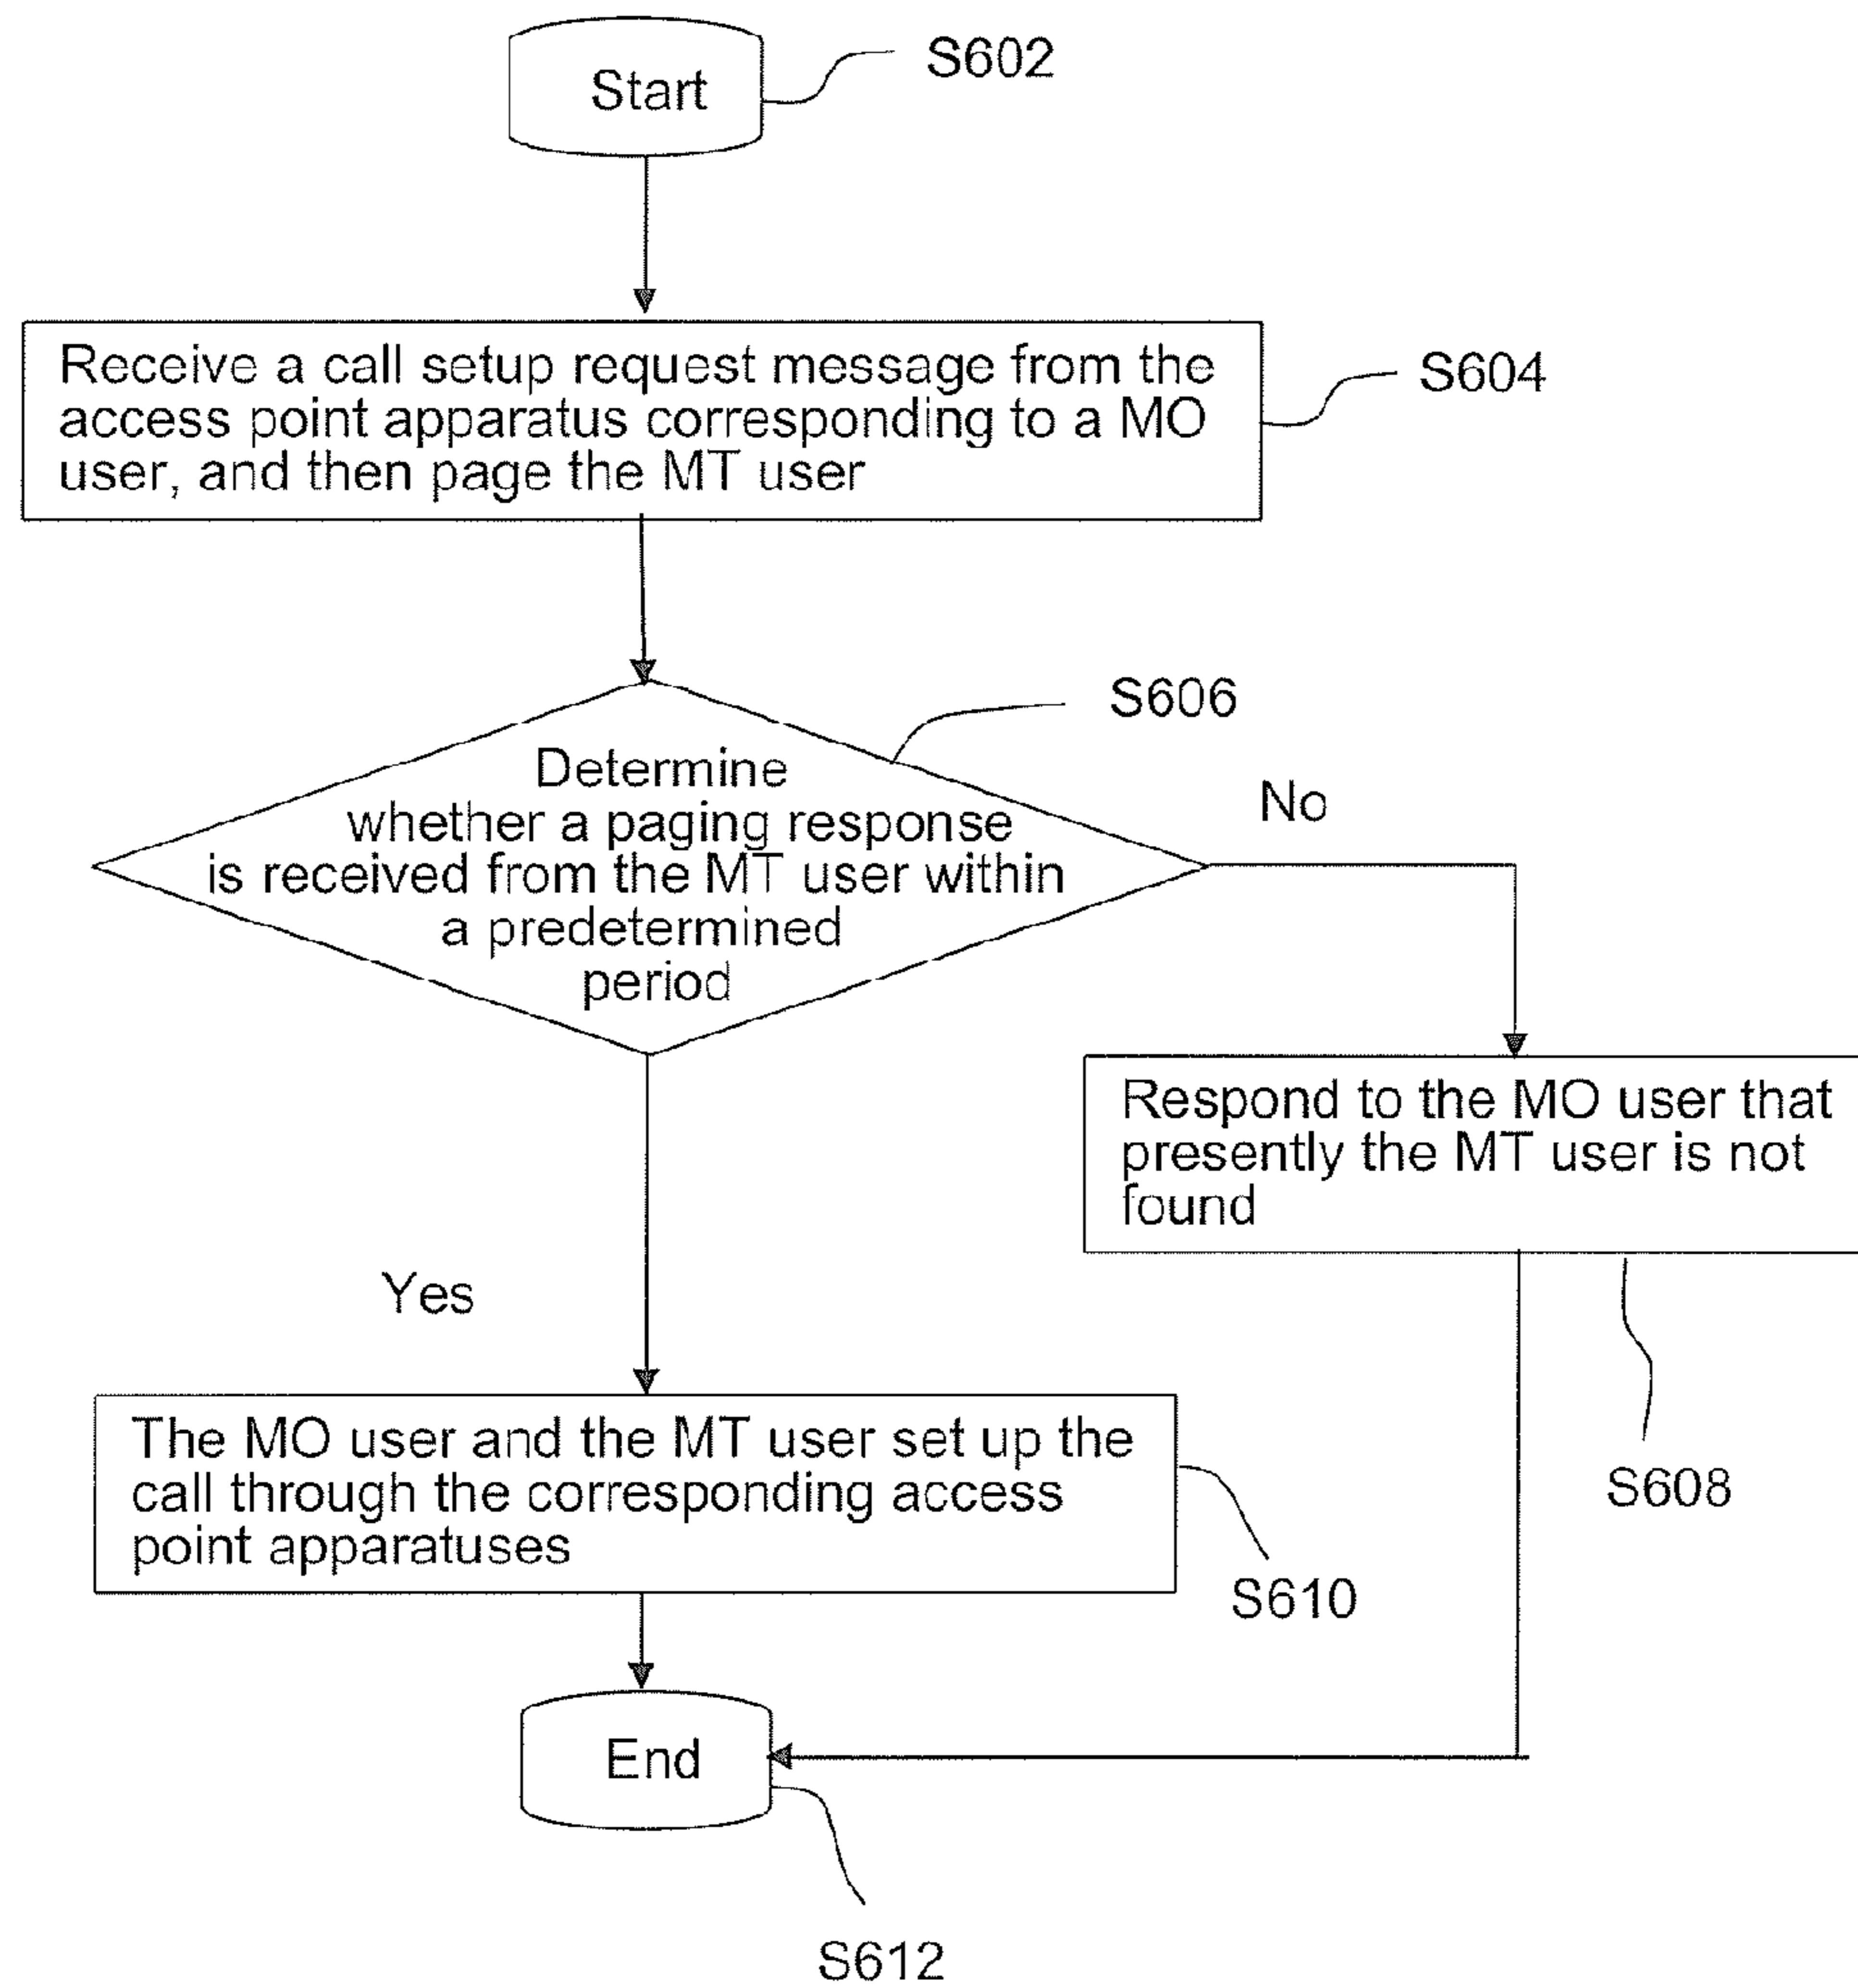 Start
S602
Receive a call setup request message from the
access point apparatus corresponding to a MO
user, and then page the MT user
S604
S606
Determine
whether a paging response
is received from the MT user within
a predetermined
period
No
Respond to the MO user that
presently the MT user is not
found
S608
Yes
The MO user and the MT user set up the
call through the corresponding access
point apparatuses
S610
End
S612